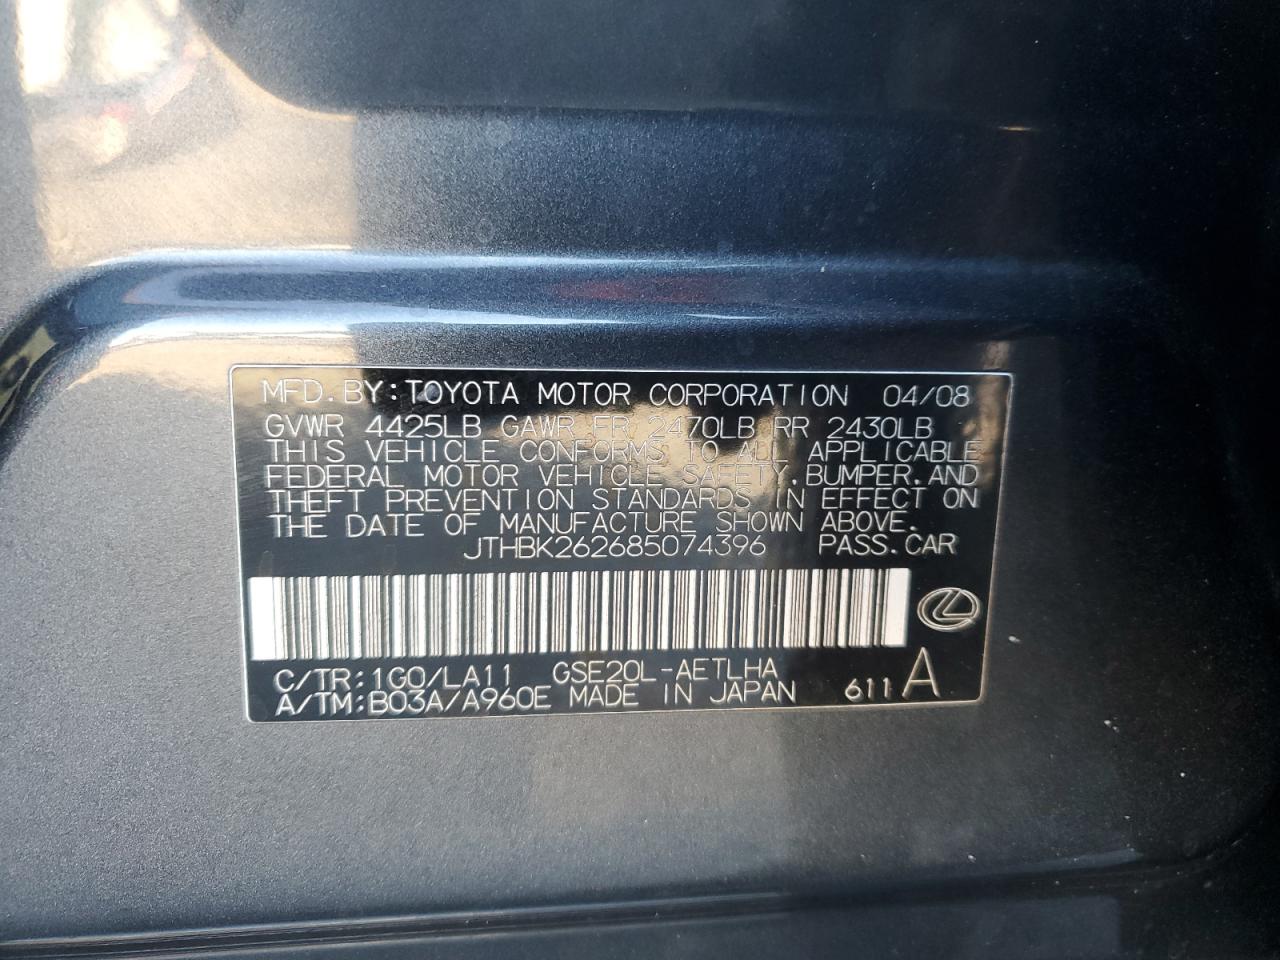 MFD.BY:TOYOTA MOTOR CORPORATION 04/08
GVWR 4425LB GAWR FR 2470LB RR 2430LB
THIS VEHICLE CONFORMS TO ALL APPLICABLE
FEDERAL MOTOR VEHICLE SAFETY,BUMPER,AND
THEFT PREVENTION STANDARDS IN EFFECT ON
THE DATE OF MANUFACTURE SHOWN ABOVE.
JTHBK262685074396 PASS.CAR
C/TR:1G0/LA11 GSE20L-AETLHA
A/TM:B03A/A960E MADE IN JAPAN 611 A